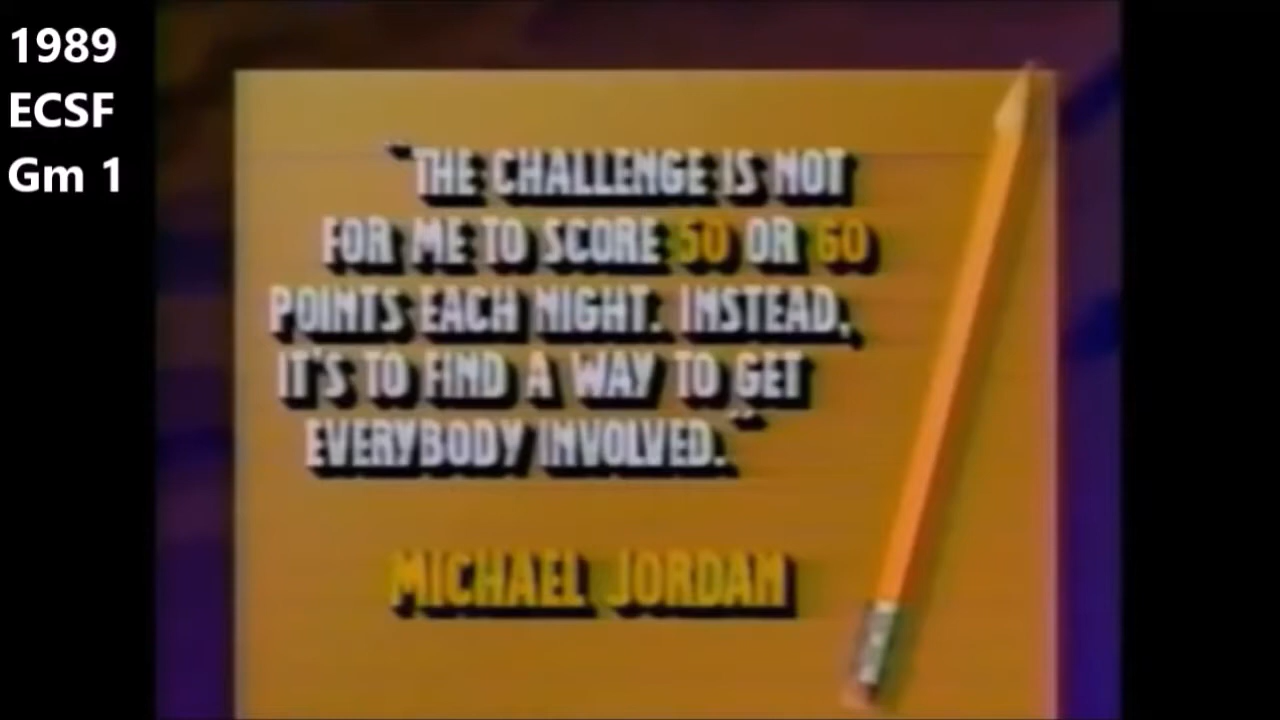 1989
ECSF
Gm 1
"THE CHALLENGE IS NOT
FOR ME TO SCORE 50 OR 60
POINTS EACH NIGHT. INSTEAD,
IT'S TO FIND A WAY TO GET
EVERYBODY INVOLVED."
MICHAEL JORDAN